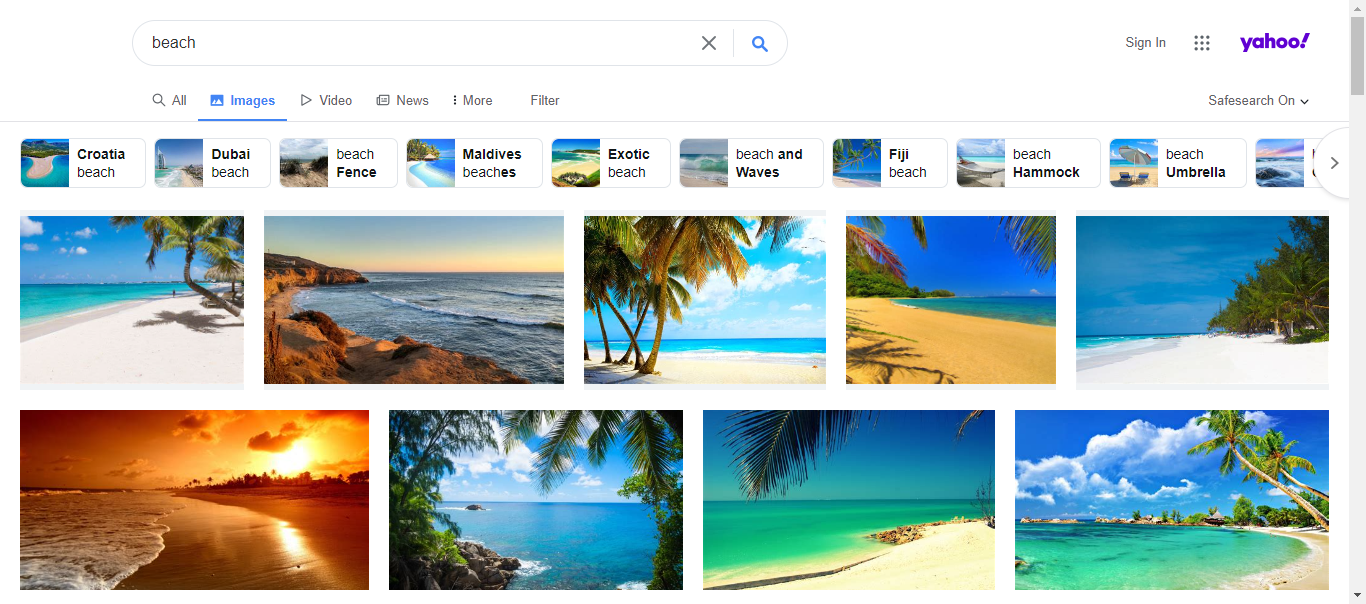 beach
Sign In
yahoo!
All
Images
Video
News
More
Filter
Safesearch On
Croatia
beach
Dubai
beach
beach
Fence
Maldives
beaches
Exotic
beach
beach and
Waves
Fiji
beach
beach
Hammock
beach
Umbrella